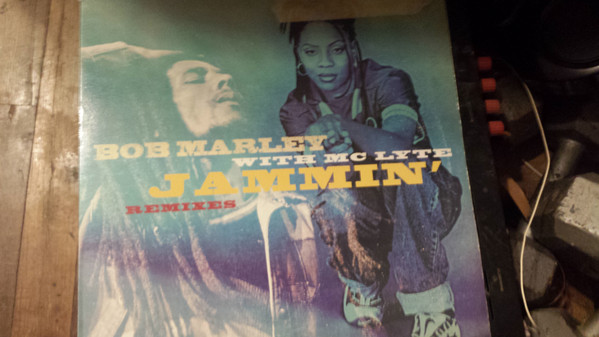 BOB MARLEY
WITH MC LYTE
JAMMIN'
REMIXES